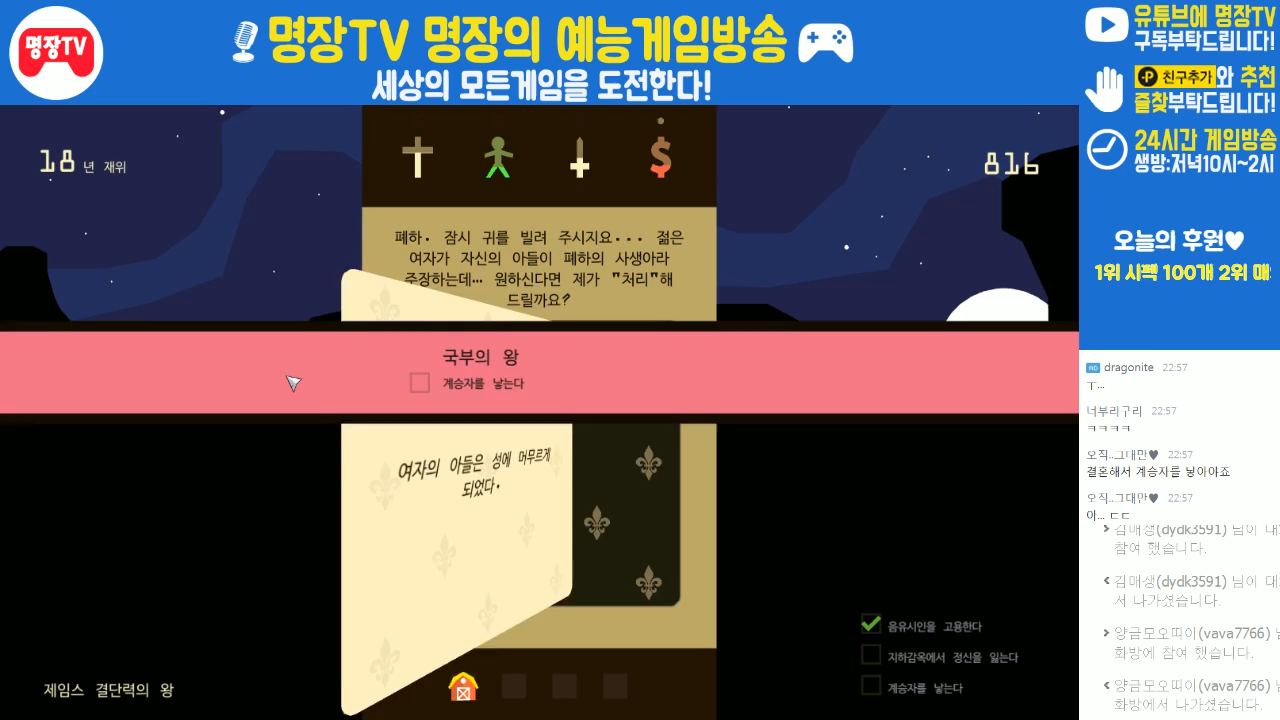 명장TV
명장TV 명장의 예능게임방송
세상의 모든게임을 도전한다!
유튜브에 명장TV
구독부탁드립니다!
친구추가와 추천
즐찾부탁드립니다!
24시간 게임방송
생방:저녁10시~2시
오늘의 후원♥
1위 시펙 100개 2위 매
18 년 재위
816
폐하. 잠시 귀를 빌려 주시지요... 젊은
여자가 자신의 아들이 폐하의 사생아라
주장하는데... 원하신다면 제가 "처리"해
드릴까요?
국부의 왕
계승자를 낳는다
여자의 아들은 성에 머무르게
되었다.
음유시인을 고용한다
지하감옥에서 정신을 잃는다
계승자를 낳는다
제임스 결단력의 왕
dragonite 22:57
ㅜ...
너부리구리 22:57
ㅋㅋㅋㅋ
오직..그대만♥ 22:57
결혼해서 계승자를 낳아야죠
오직..그대만♥ 22:57
아... ㄷㄷ
김매생(dydk3591) 님이 대
참여 했습니다.
김매생(dydk3591) 님이 대
서 나가셨습니다.
양금모오띠이(vava7766) 님
화방에 참여 했습니다.
양금모오띠이(vava7766) 님
화방에서 나가셨습니다.